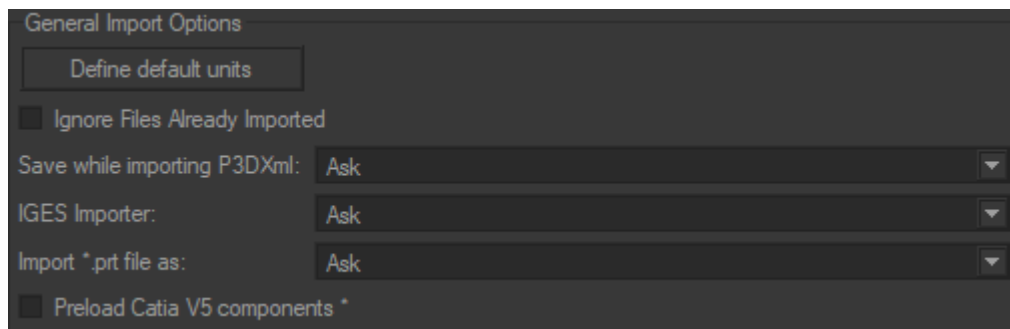 General Import Options
Define default units
Ignore Files Already Imported
Save while importing P3DXml: Ask
IGES Importer: Ask
Import *.prt file as: Ask
Preload Catia V5 components *